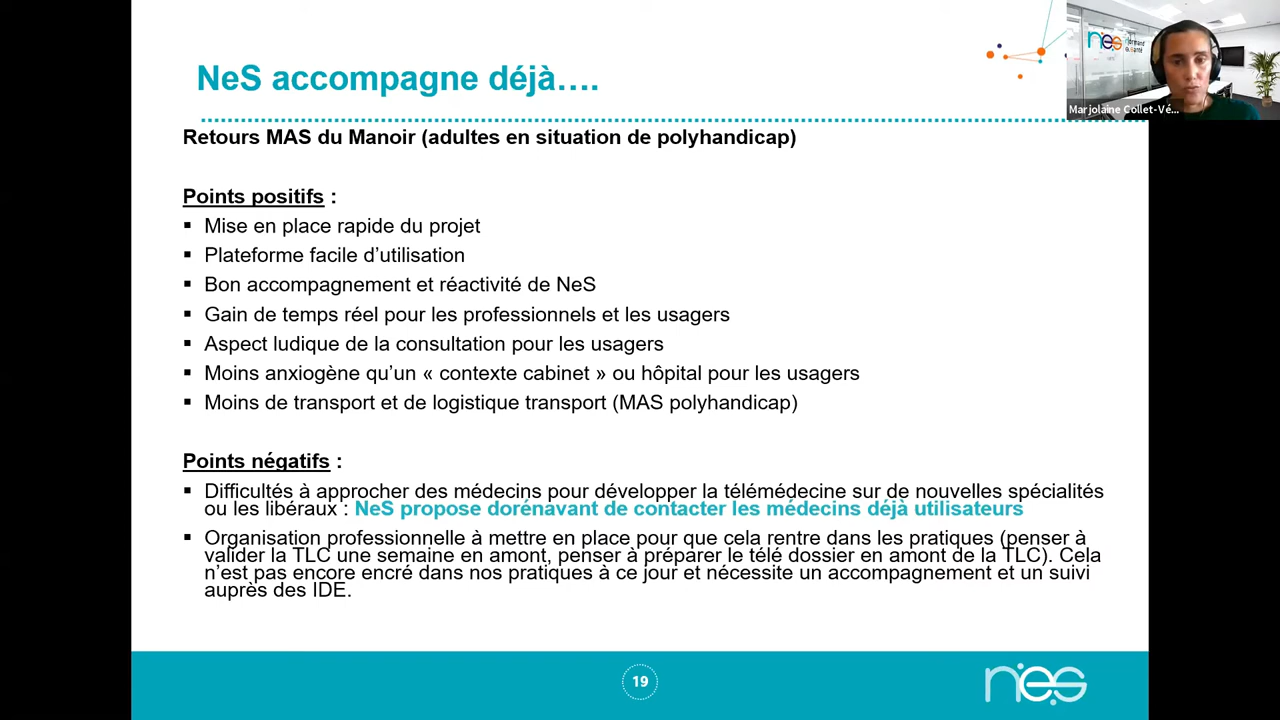 NeS accompagne déjà….
nes normand e.santé
Marjolaine Collet-Vé...
Retours MAS du Manoir (adultes en situation de polyhandicap)
Points positifs :
▪ Mise en place rapide du projet
▪ Plateforme facile d’utilisation
▪ Bon accompagnement et réactivité de NeS
▪ Gain de temps réel pour les professionnels et les usagers
▪ Aspect ludique de la consultation pour les usagers
▪ Moins anxiogène qu’un « contexte cabinet » ou hôpital pour les usagers
▪ Moins de transport et de logistique transport (MAS polyhandicap)
Points négatifs :
▪ Difficultés à approcher des médecins pour développer la télémédecine sur de nouvelles spécialités
ou les libéraux : NeS propose dorénavant de contacter les médecins déjà utilisateurs
▪ Organisation professionnelle à mettre en place pour que cela rentre dans les pratiques (penser à
valider la TLC une semaine en amont, penser à préparer le télé dossier en amont de la TLC). Cela
n’est pas encore encré dans nos pratiques à ce jour et nécessite un accompagnement et un suivi
auprès des IDE.
19
nes